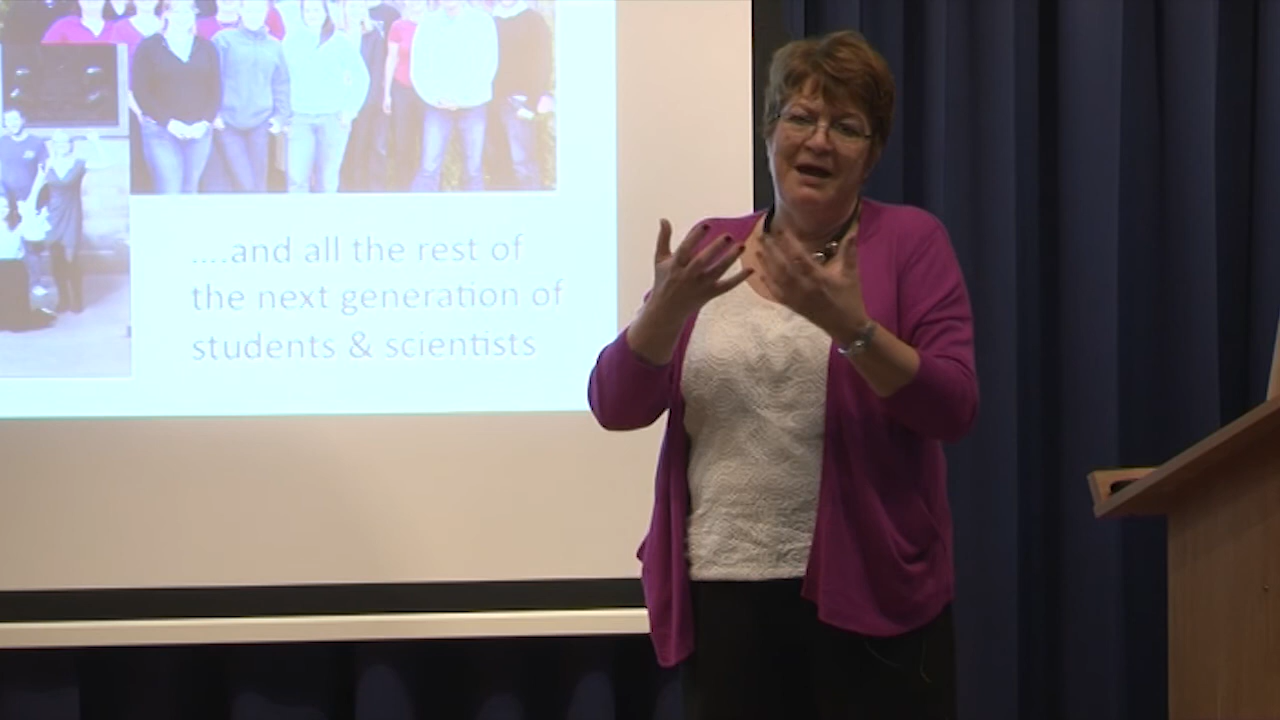 ....and all the rest of
the next generation of
students & scientists